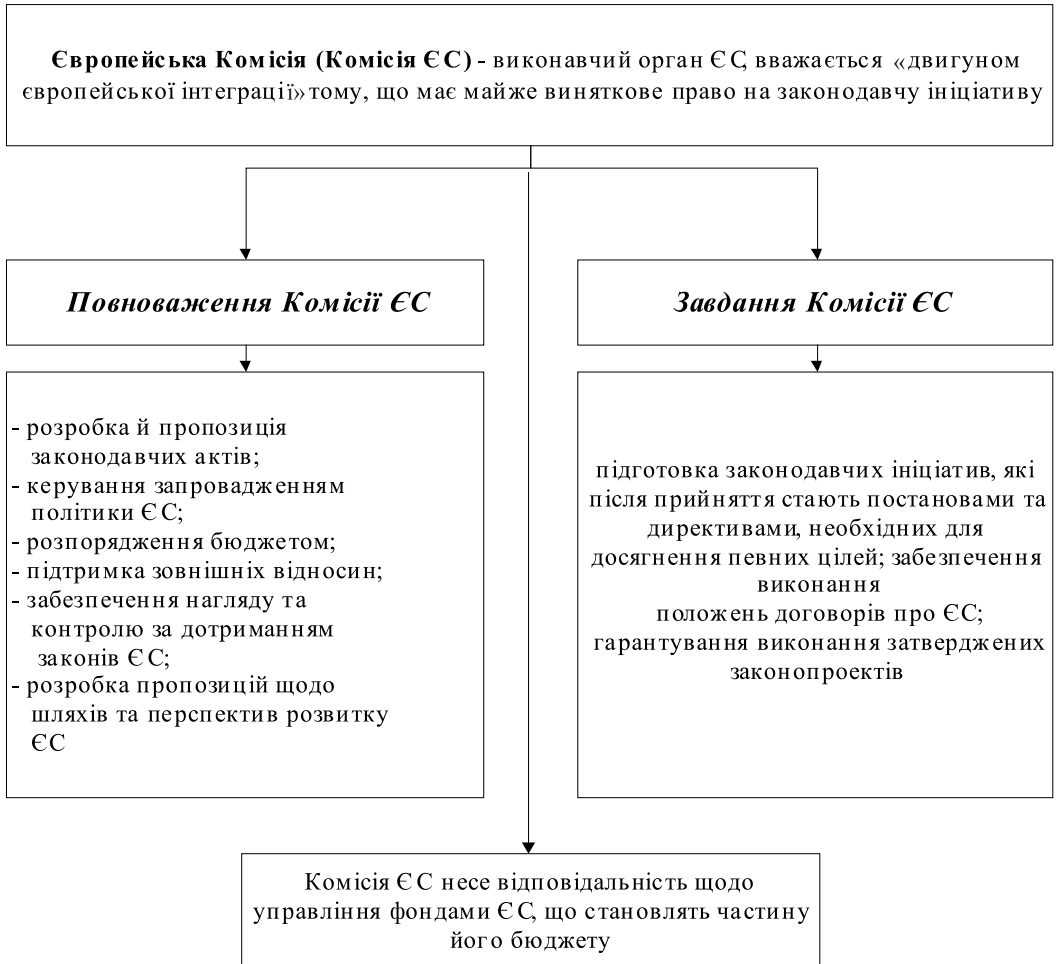 Європейська Комісія (Комісія ЄС) - виконавчий орган ЄС, вважається «двигуном
європейської інтеграції» тому, що має майже виняткове право на законодавчу ініціативу
Повноваження Комісії ЄС
Завдання Комісії ЄС
- розробка й пропозиція
законодавчих актів;
- керування запровадженням
політики ЄС;
- розпорядження бюджетом;
- підтримка зовнішніх відносин;
- забезпечення нагляду та
контролю за дотриманням
законів ЄС;
- розробка пропозицій щодо
шляхів та перспектив розвитку
ЄС
підготовка законодавчих ініціатив, які
після прийняття стають постановами та
директивами, необхідних для
досягнення певних цілей; забезпечення
виконання
положень договорів про ЄС;
гарантування виконання затверджених
законопроектів
Комісія ЄС несе відповідальність щодо
управління фондами ЄС, що становлять частину
його бюджету